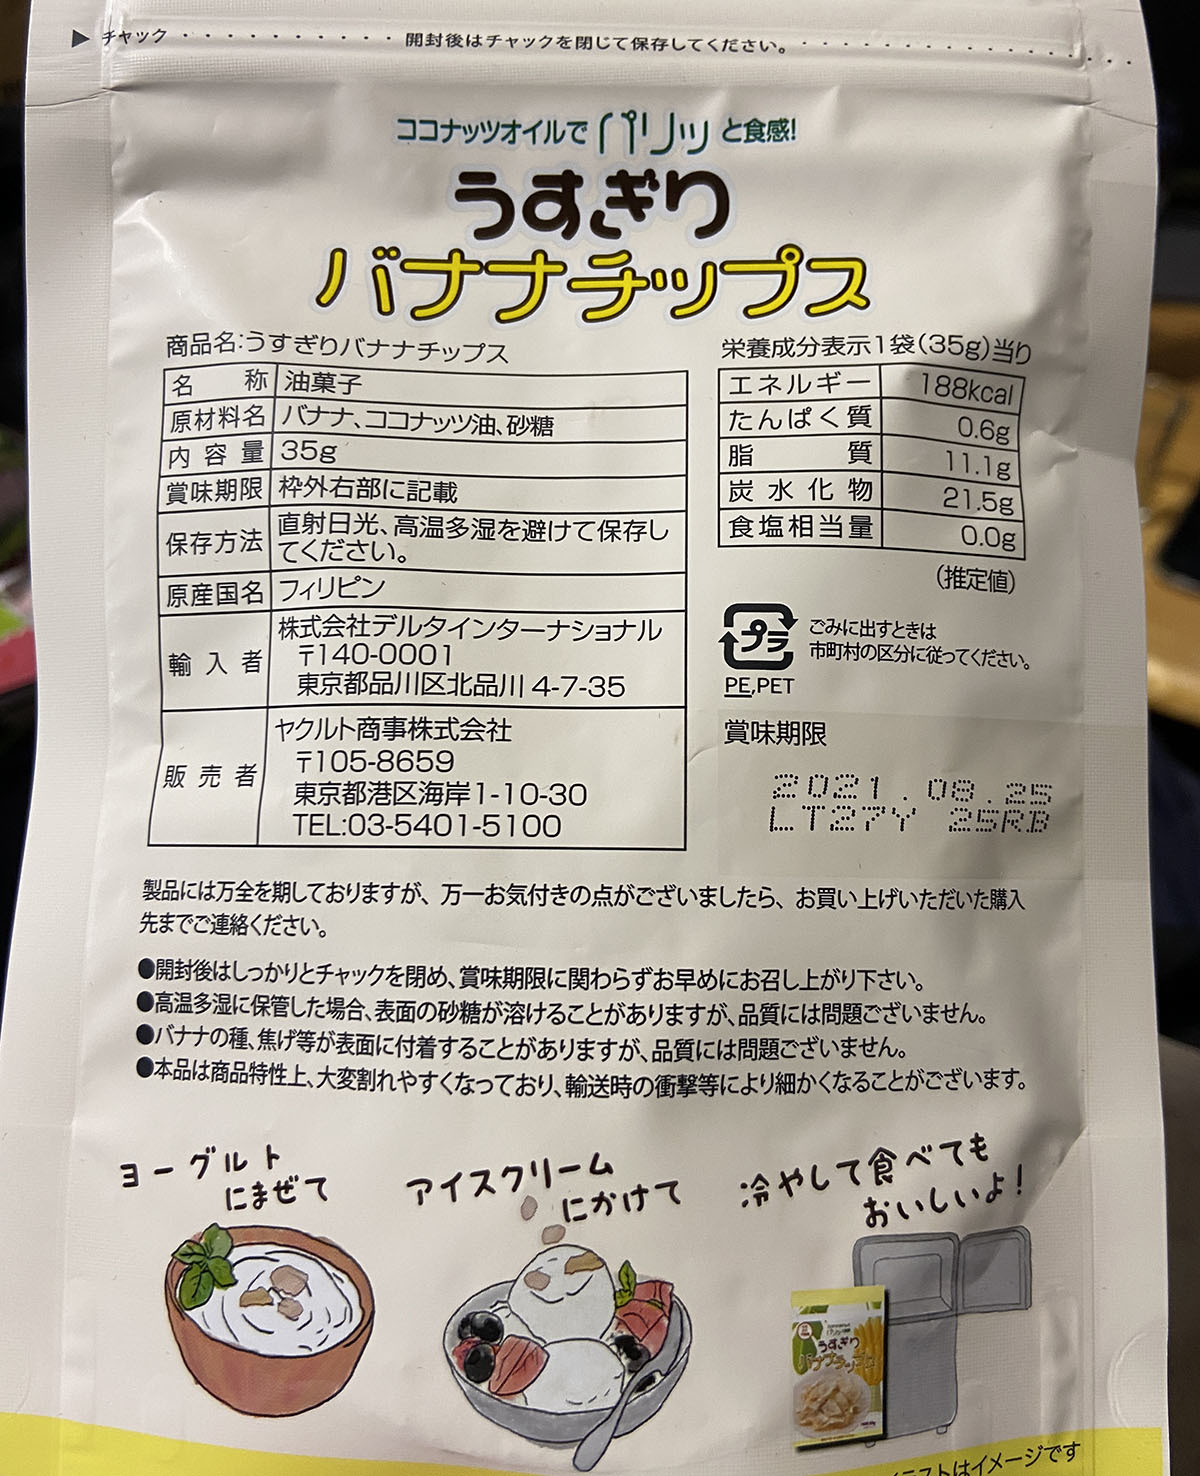 ▶ チャック
開封後はチャックを閉じて保存してください。
ココナッツオイルでパリッと食感!
うすぎり
バナナチップス
商品名:うすぎりバナナチップス
名称 油菓子
原材料名 バナナ、ココナッツ油、砂糖
内容量 35g
賞味期限 枠外右部に記載
保存方法 直射日光、高温多湿を避けて保存し
てください。
原産国名 フィリピン
輸入者 株式会社デルタインターナショナル
〒140-0001
東京都品川区北品川4-7-35
販売者 ヤクルト商事株式会社
〒105-8659
東京都港区海岸1-10-30
TEL:03-5401-5100
栄養成分表示1袋(35g)当り
エネルギー 188kcal
たんぱく質 0.6g
脂質 11.1g
炭水化物 21.5g
食塩相当量 0.0g
(推定値)
プラ
PE,PET
ごみに出すときは
市町村の区分に従ってください。
賞味期限
2021.08.25
LT27Y 25RB
製品には万全を期しておりますが、万一お気付きの点がございましたら、お買い上げいただいた購入
先までご連絡ください。
●開封後はしっかりとチャックを閉め、賞味期限に関わらずお早めにお召し上がり下さい。
●高温多湿に保管した場合、表面の砂糖が溶けることがありますが、品質には問題ございません。
●バナナの種、焦げ等が表面に付着することがありますが、品質には問題ございません。
●本品は商品特性上、大変割れやすくなっており、輸送時の衝撃等により細かくなることがございます。
ヨーグルト
にまぜて
アイスクリーム
にかけて
冷やして食べても
おいしいよ!
うすぎり
バナナチップス
ラストはイメージです